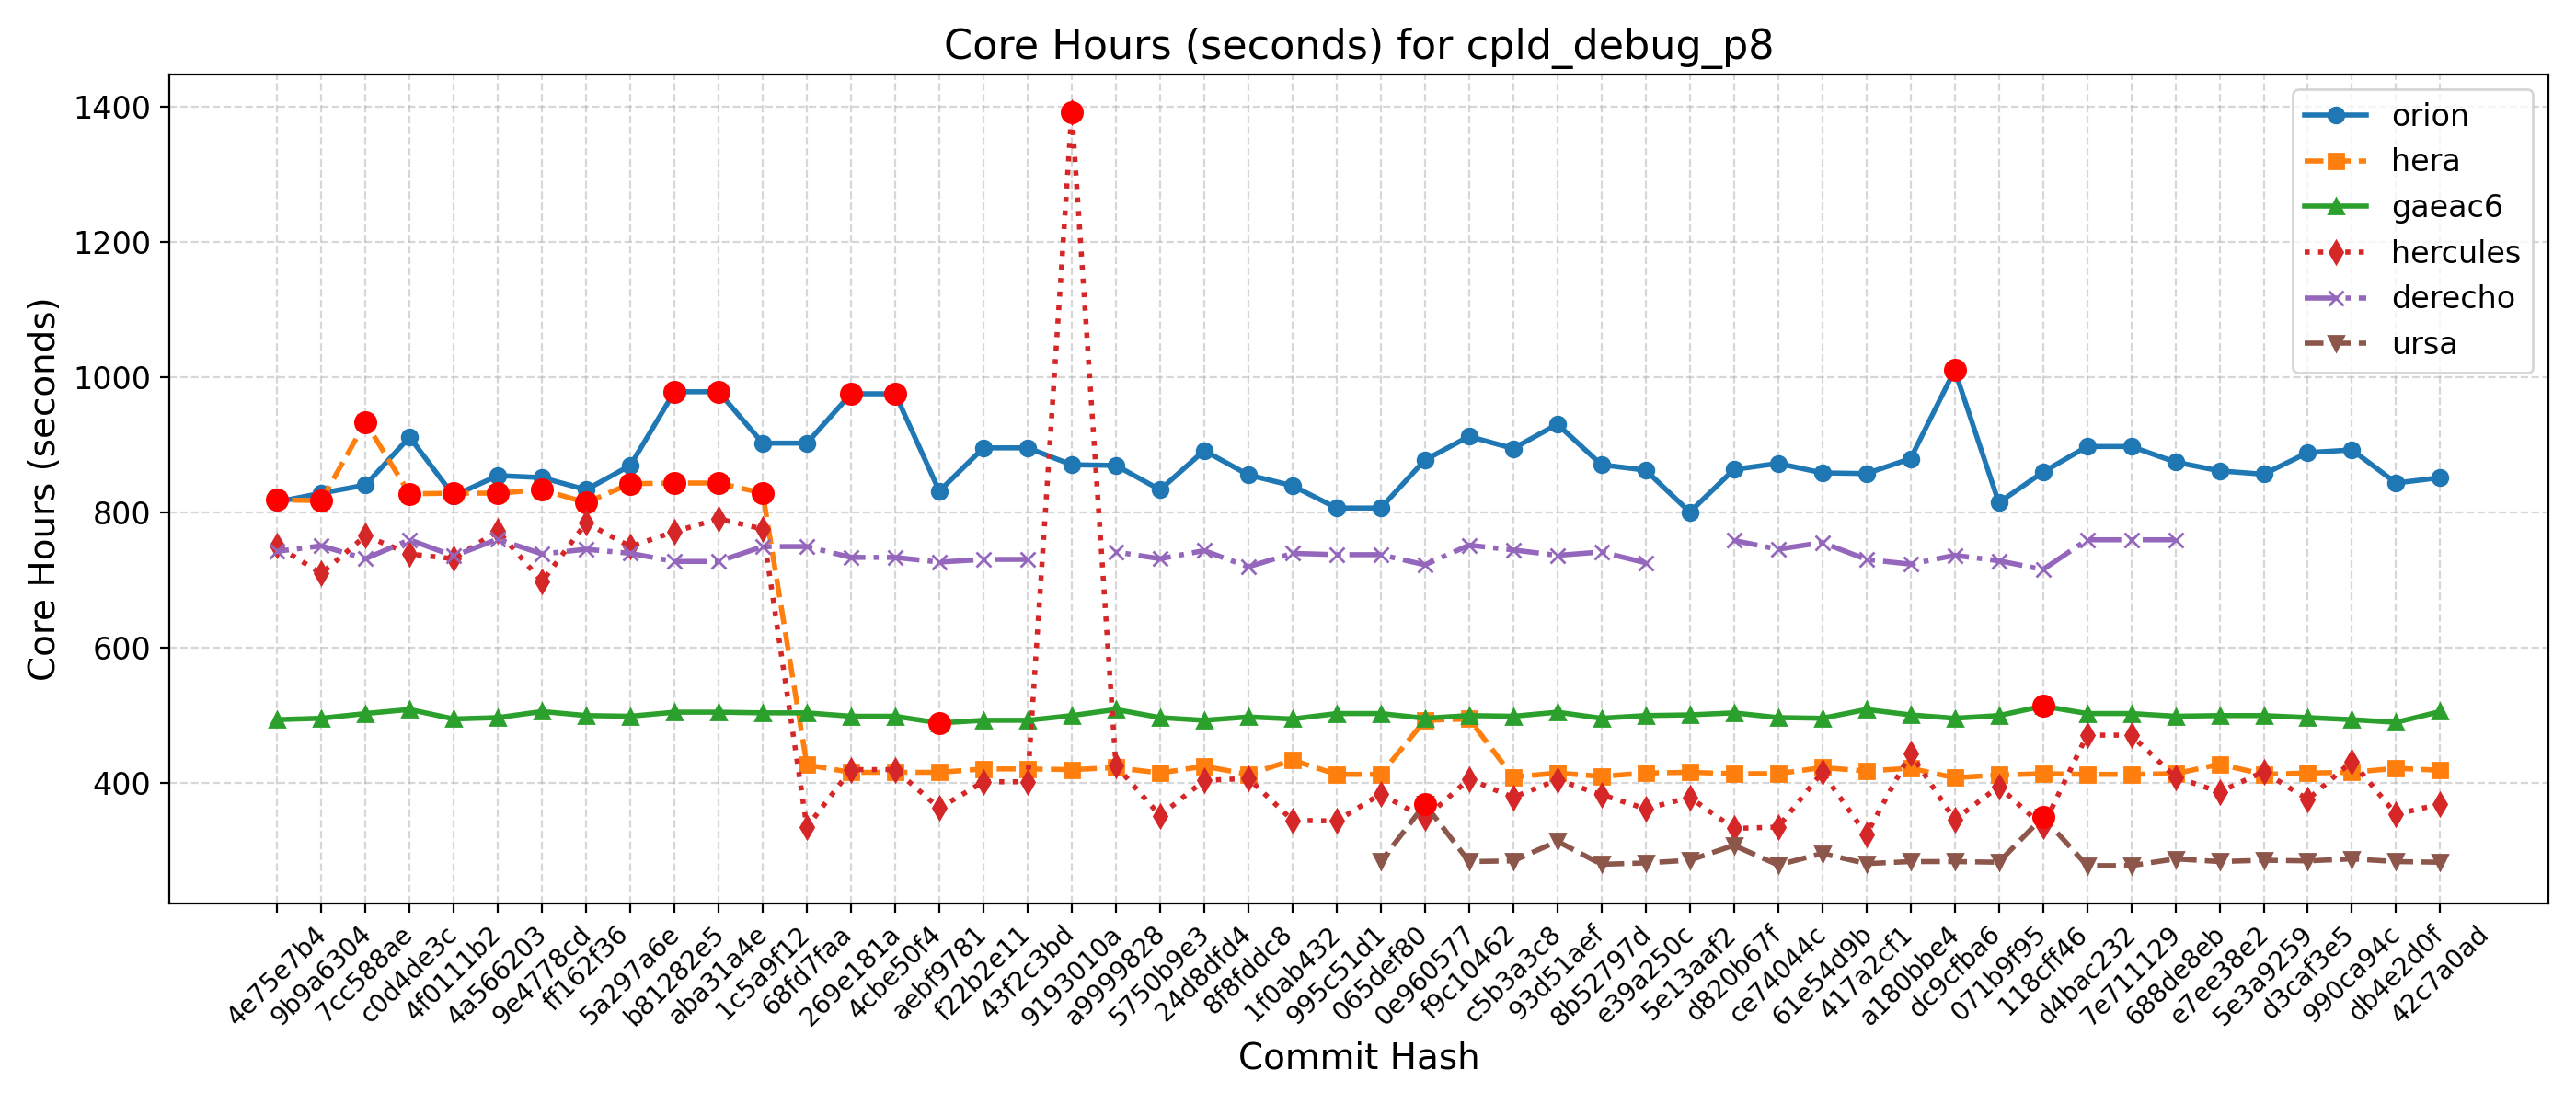 Core Hours (seconds) for cpld_debug_p8
Core Hours (seconds)
1400
1200
1000
800
600
400
orion
hera
gaeac6
hercules
derecho
ursa
4e75e7b4
9b9a6304
7cc588ae
c0d4de3c
4f0111b2
4a566203
9e4778cd
ff162f36
5a297a6e
b81282e5
aba31a4e
1c5a9f12
68fd7faa
269e181a
4cbe50f4
aebf9781
f22b2e11
43f2c3bd
9193010a
a9999828
5750b9e3
24d8dfd4
8f8fddc8
1f0ab432
995c51d1
065def80
0e960577
f9c10462
c5b3a3c8
93d51aef
8b52797d
e39a250c
5e13aaf2
d820b67f
ce74044c
61e54d9b
417a2cf1
a180bbe4
dc9cfba6
071b9f95
118cff46
d4bac232
7e711129
688de8eb
e7ee38e2
5e3a9259
d3caf3e5
990ca94c
db4e2d0f
42c7a0ad
Commit Hash